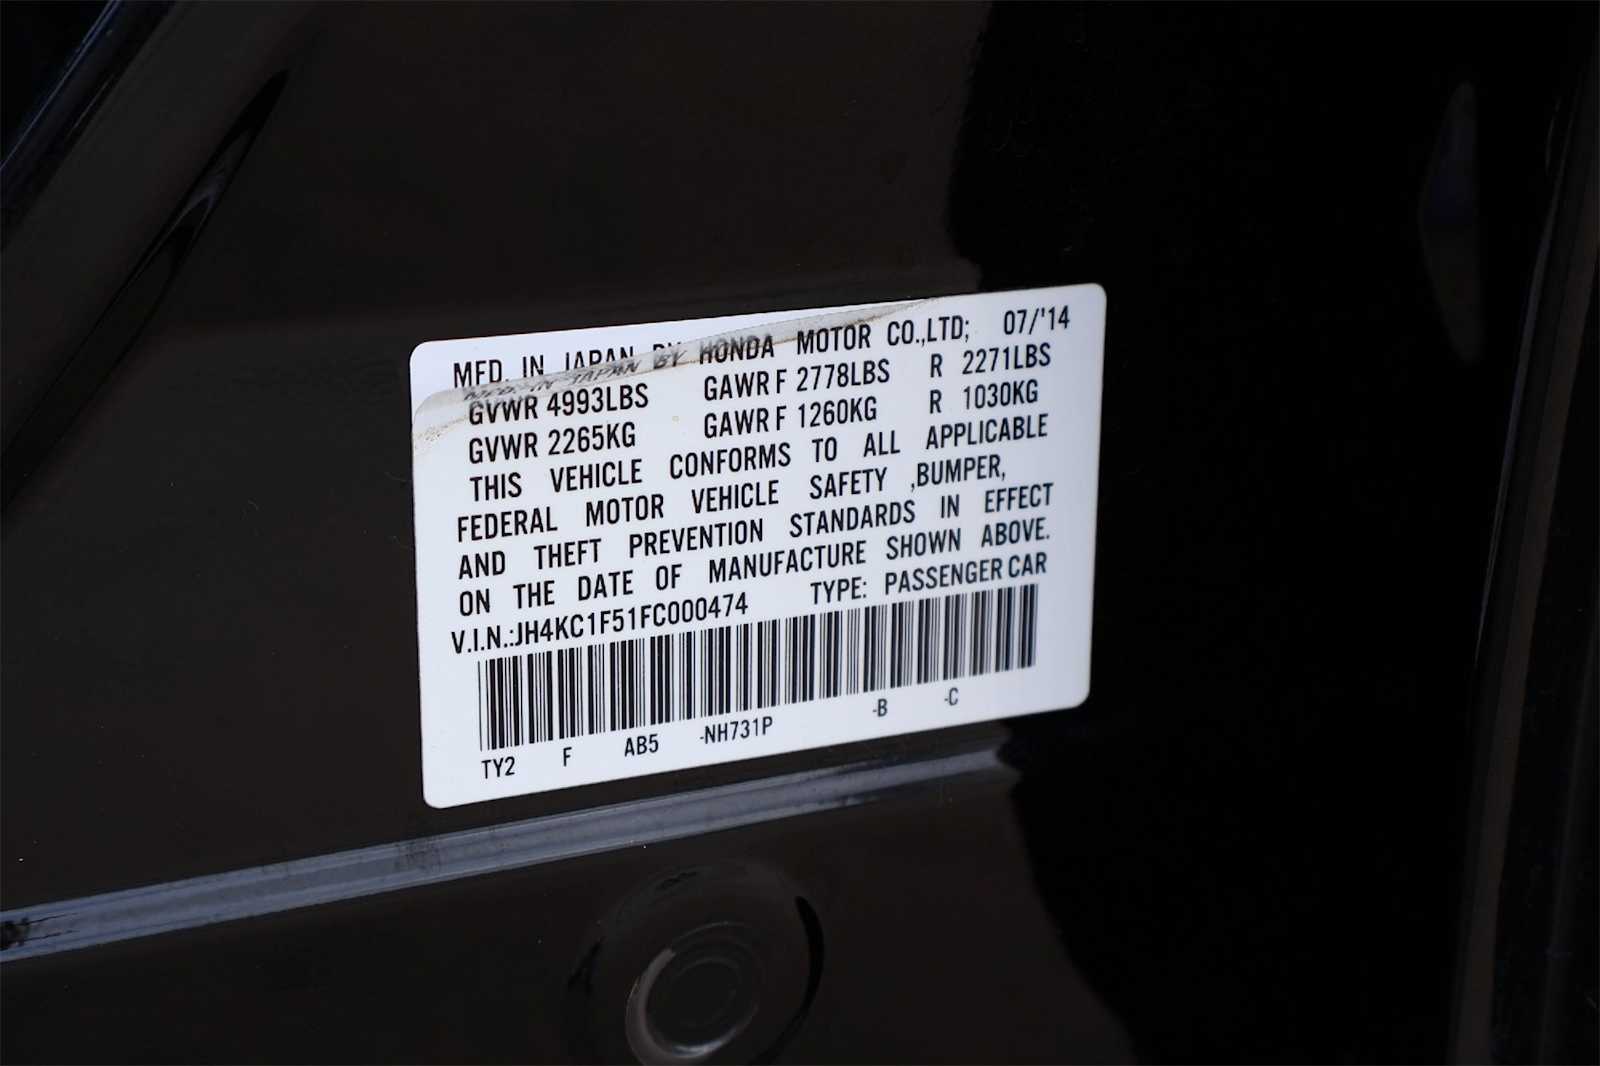 MFD. IN JAPAN BY HONDA MOTOR CO.,LTD; 07/'14
GVWR 4993LBS GAWR F 2778LBS R 2271LBS
GVWR 2265KG GAWR F 1260KG R 1030KG
THIS VEHICLE CONFORMS TO ALL APPLICABLE
FEDERAL MOTOR VEHICLE SAFETY ,BUMPER,
AND THEFT PREVENTION STANDARDS IN EFFECT
ON THE DATE OF MANUFACTURE SHOWN ABOVE.
V.I.N.:JH4KC1F51FC000474 TYPE: PASSENGER CAR
TY2 F AB5 -NH731P -B -C